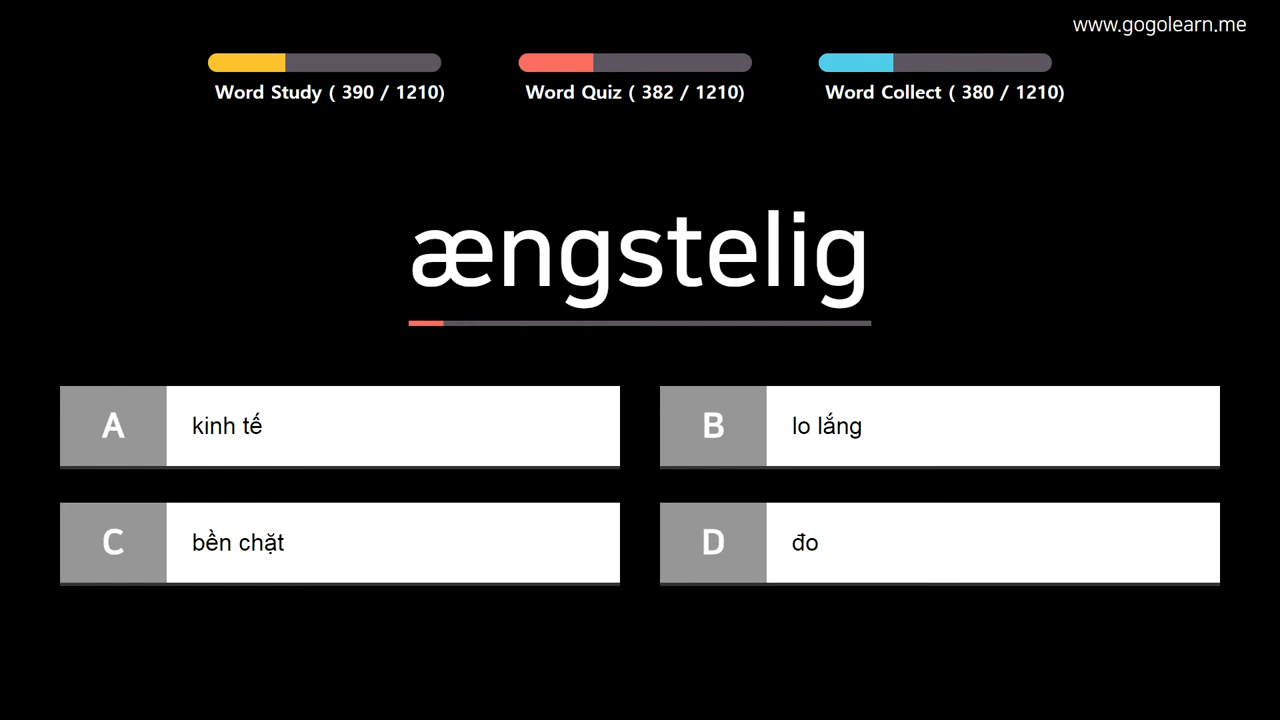 www.gogolearn.me
Word Study ( 390 / 1210)
Word Quiz ( 382 / 1210)
Word Collect ( 380 / 1210)
ængstelig
A
kinh tế
B
lo lắng
C
bền chặt
D
đo